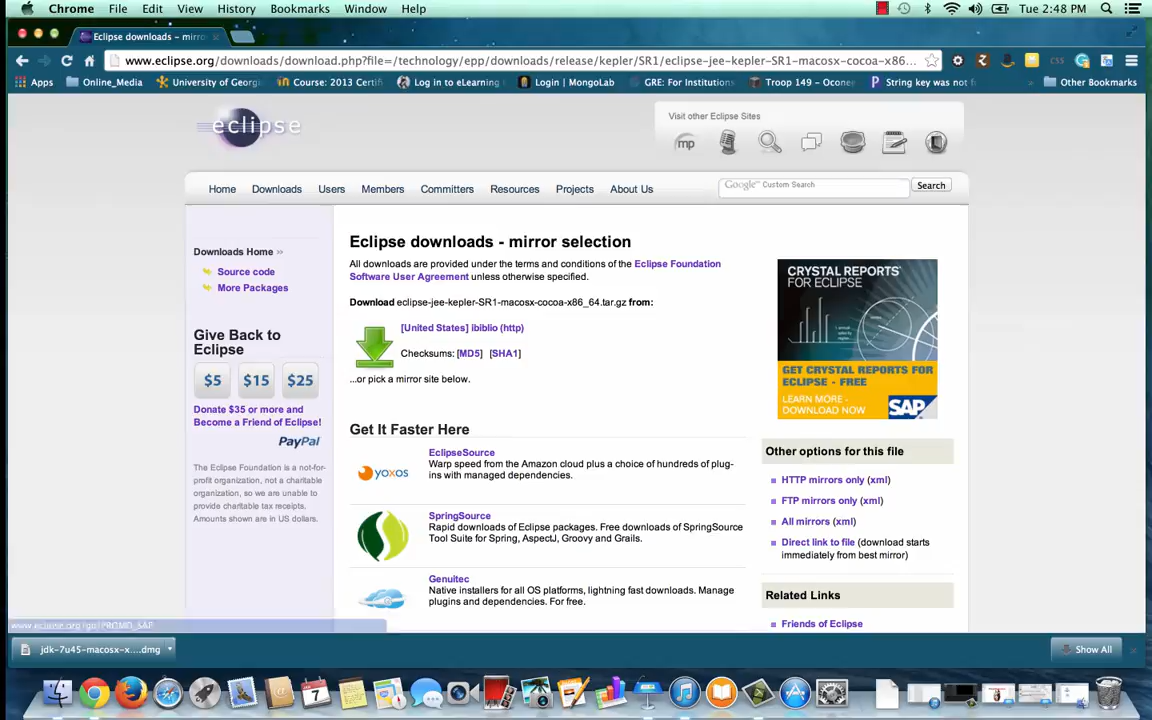 Chrome File Edit View History Bookmarks Window Help Tue 2:48 PM
Eclipse downloads - mirro
www.eclipse.org/downloads/download.php?file=/technology/epp/downloads/release/kepler/SR1/eclipse-jee-kepler-SR1-macosx-cocoa-x86...
Apps Online_Media University of Georgi Course: 2013 Certifi Log in to eLearning Login | MongoLab GRE: For Institutions Troop 149 - Oconee String key was not f Other Bookmarks
eclipse
Visit other Eclipse Sites
mp
Home Downloads Users Members Committers Resources Projects About Us
Google Custom Search Search
Downloads Home »
Source code
More Packages
Give Back to
Eclipse
$5 $15 $25
Donate $35 or more and
Become a Friend of Eclipse!
PayPal
The Eclipse Foundation is a not-for-
profit organization, not a charitable
organization, so we are unable to
provide charitable tax receipts.
Amounts shown are in US dollars.
Eclipse downloads - mirror selection
All downloads are provided under the terms and conditions of the Eclipse Foundation
Software User Agreement unless otherwise specified.
Download eclipse-jee-kepler-SR1-macosx-cocoa-x86_64.tar.gz from:
[United States] ibiblio (http)
Checksums: [MD5] [SHA1]
...or pick a mirror site below.
Get It Faster Here
yoxos
EclipseSource
Warp speed from the Amazon cloud plus a choice of hundreds of plug-
ins with managed dependencies.
SpringSource
Rapid downloads of Eclipse packages. Free downloads of SpringSource
Tool Suite for Spring, AspectJ, Groovy and Grails.
Genuitec
Native installers for all OS platforms, lightning fast downloads. Manage
plugins and dependencies. For free.
CRYSTAL REPORTS®
FOR ECLIPSE
GET CRYSTAL REPORTS FOR
ECLIPSE - FREE
LEARN MORE -
DOWNLOAD NOW
SAP
Other options for this file
HTTP mirrors only (xml)
FTP mirrors only (xml)
All mirrors (xml)
Direct link to file (download starts
immediately from best mirror)
Related Links
Friends of Eclipse
jdk-7u45-macosx-x....dmg
Show All
7